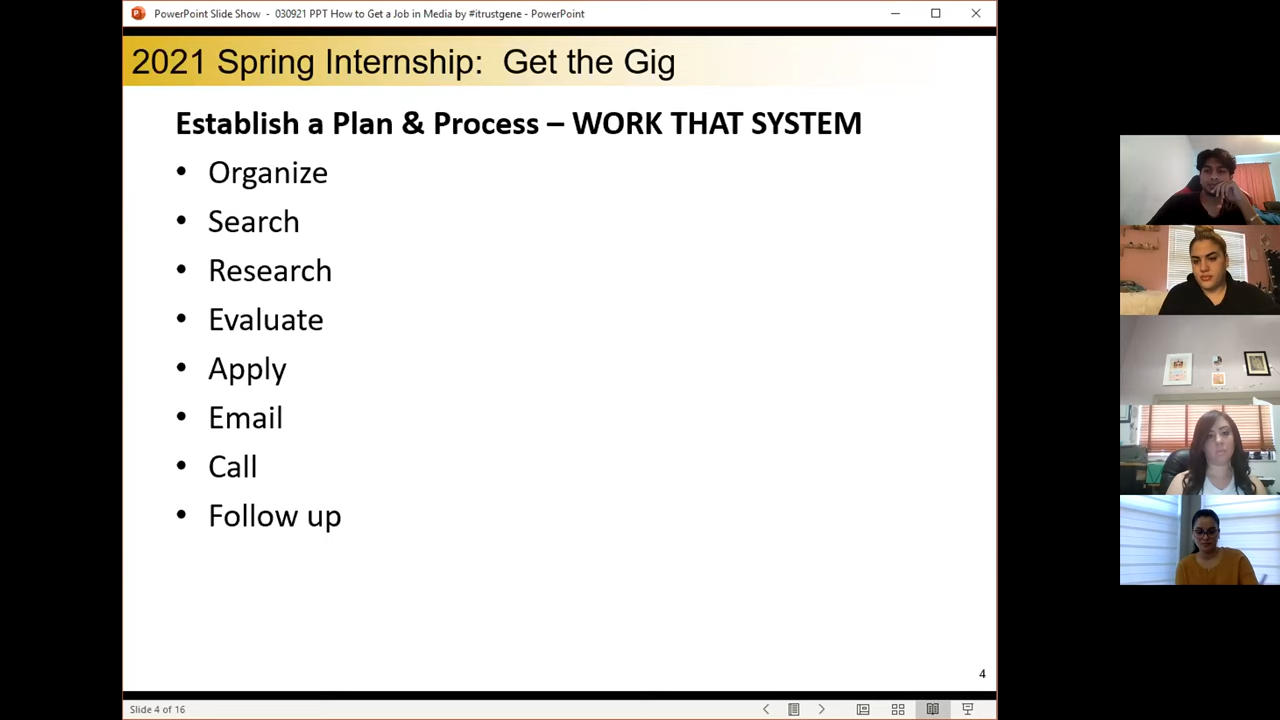 PowerPoint Slide Show - 030921 PPT How to Get a Job in Media by #itrustgene - PowerPoint
2021 Spring Internship: Get the Gig
Establish a Plan & Process – WORK THAT SYSTEM
• Organize
• Search
• Research
• Evaluate
• Apply
• Email
• Call
• Follow up
4
Slide 4 of 16